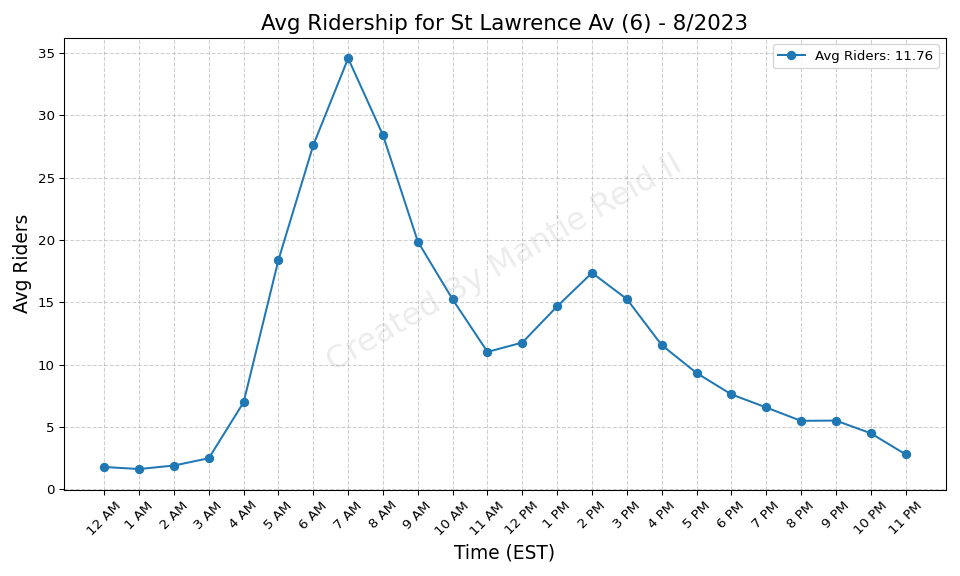 Avg Ridership for St Lawrence Av (6) - 8/2023
Avg Riders: 11.76
35
30
25
20
15
10
5
0
Avg Riders
Created By Mantie Reid II
12 AM
1 AM
2 AM
3 AM
4 AM
5 AM
6 AM
7 AM
8 AM
9 AM
10 AM
11 AM
12 PM
1 PM
2 PM
3 PM
4 PM
5 PM
6 PM
7 PM
8 PM
9 PM
10 PM
11 PM
Time (EST)